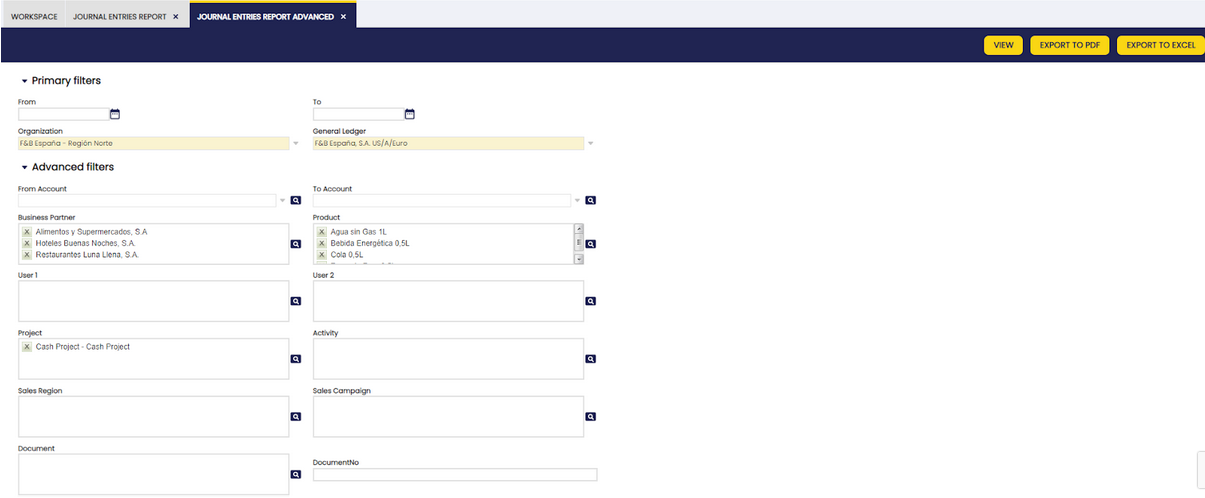 WORKSPACE
JOURNAL ENTRIES REPORT
JOURNAL ENTRIES REPORT ADVANCED
VIEW
EXPORT TO PDF
EXPORT TO EXCEL
Primary filters
From
To
Organization
General Ledger
F&B España - Región Norte
F&B España, S.A. US/A/Euro
Advanced filters
From Account
To Account
Business Partner
Product
X Alimentos y Supermercados, S.A
X Hoteles Buenas Noches, S.A.
X Restaurantes Luna Llena, S.A.
X Agua sin Gas 1L
X Bebida Energética 0,5L
X Cola 0,5L
User 1
User 2
Project
Activity
X Cash Project - Cash Project
Sales Region
Sales Campaign
Document
DocumentNo